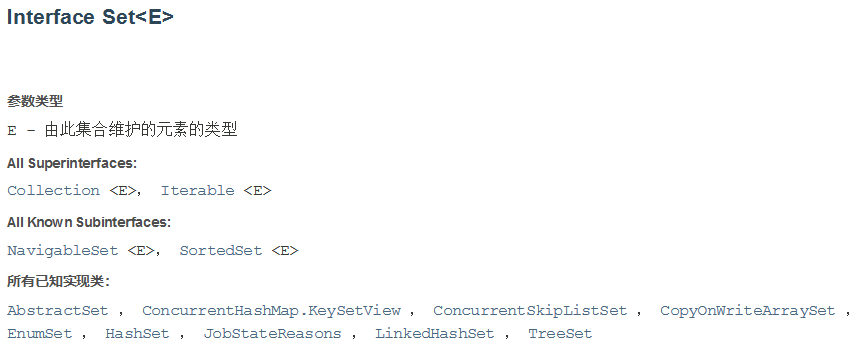 Interface Set<E>
参数类型
E - 由此集合维护的元素的类型
All Superinterfaces:
Collection <E>， Iterable <E>
All Known Subinterfaces:
NavigableSet <E>， SortedSet <E>
所有已知实现类：
AbstractSet ， ConcurrentHashMap.KeySetView ， ConcurrentSkipListSet ， CopyOnWriteArraySet ，
EnumSet ， HashSet ， JobStateReasons ， LinkedHashSet ， TreeSet